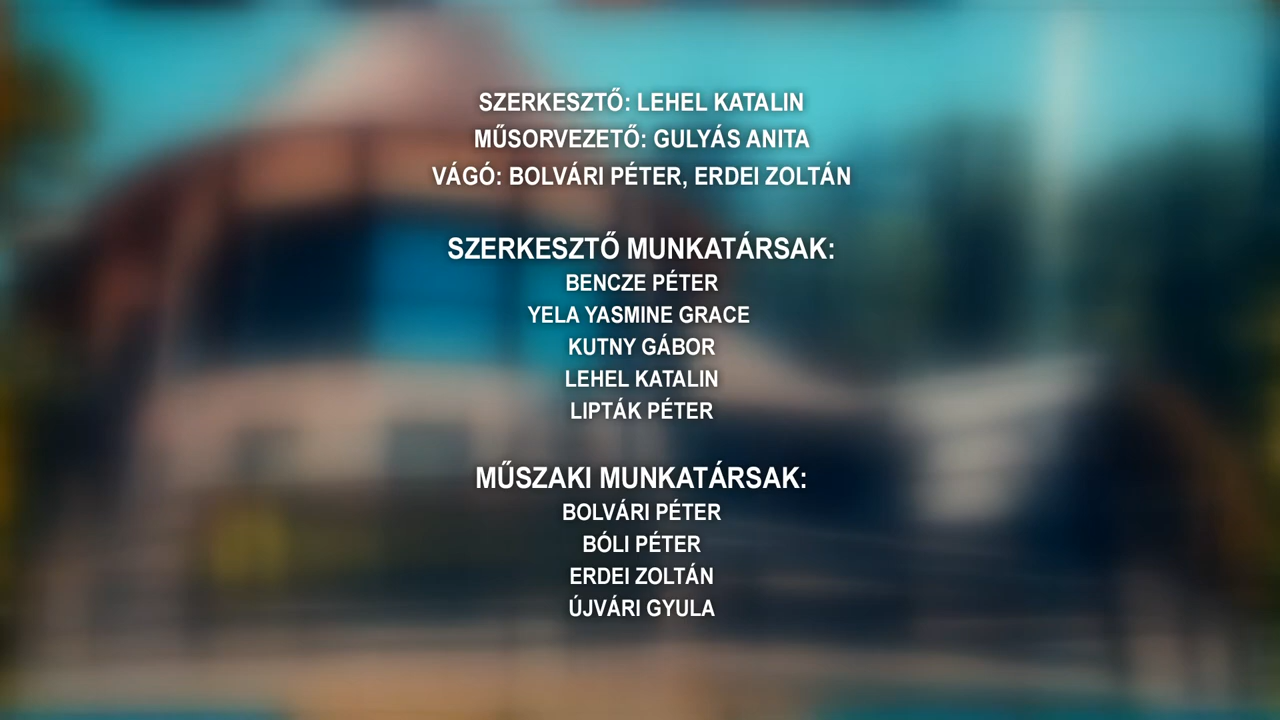 SZERKESZTŐ: LEHEL KATALIN
MŰSORVEZETŐ: GULYÁS ANITA
VÁGÓ: BOLVÁRI PÉTER, ERDEI ZOLTÁN
SZERKESZTŐ MUNKATÁRSAK:
BENCZE PÉTER
YELA YASMINE GRACE
KUTNY GÁBOR
LEHEL KATALIN
LIPTÁK PÉTER
MŰSZAKI MUNKATÁRSAK:
BOLVÁRI PÉTER
BÓLI PÉTER
ERDEI ZOLTÁN
ÚJVÁRI GYULA